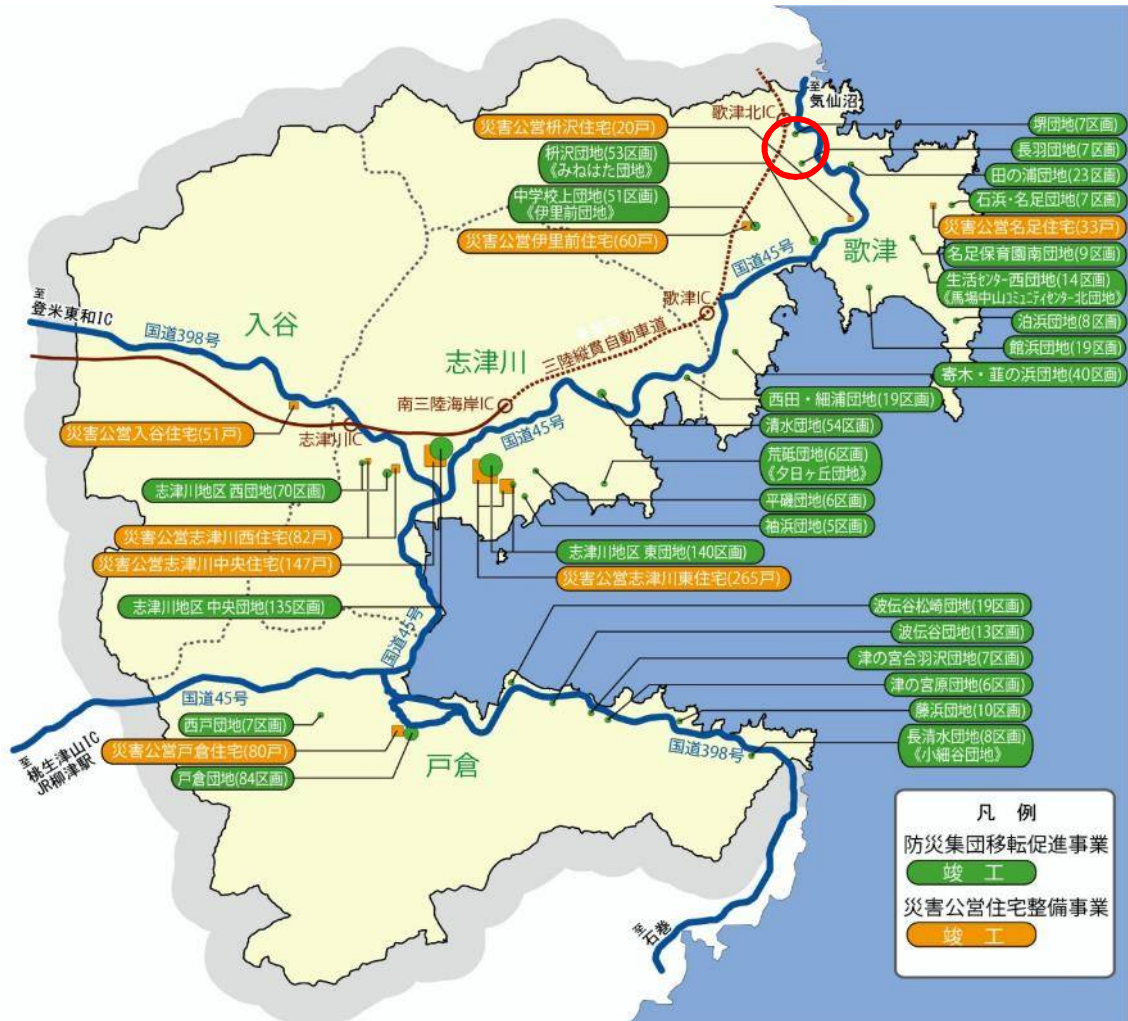 至
気仙沼
歌津北IC
災害公営枡沢住宅(20戸)
枡沢団地(53区画)
《みねはた団地》
中学校上団地(51区画)
《伊里前団地》
災害公営伊里前住宅(60戸)
堺団地(7区画)
長羽団地(7区画)
田の浦団地(23区画)
石浜・名足団地(7区画)
災害公営名足住宅(33戸)
名足保育園南団地(9区画)
生活センター西団地(14区画)
《馬場中山コミュニティセンター北団地》
泊浜団地(8区画)
館浜団地(19区画)
寄木・韮の浜団地(40区画)
歌津
国道45号
歌津IC
三陸縦貫自動車道
至
登米東和IC
国道398号
入谷
志津川
南三陸海岸IC
志津川IC
国道45号
災害公営入谷住宅(51戸)
西田・細浦団地(19区画)
清水団地(54区画)
荒砥団地(6区画)
《夕日ヶ丘団地》
平磯団地(6区画)
袖浜団地(5区画)
志津川地区 西団地(70区画)
災害公営志津川西住宅(82戸)
災害公営志津川中央住宅(147戸)
志津川地区 中央団地(135区画)
志津川地区 東団地(140区画)
災害公営志津川東住宅(265戸)
国道45号
波伝谷松崎団地(19区画)
波伝谷団地(13区画)
津の宮合羽沢団地(7区画)
津の宮原団地(6区画)
藤浜団地(10区画)
長清水団地(8区画)
《小細谷団地》
国道45号
至
桃生津山IC
JR柳津駅
西戸団地(7区画)
災害公営戸倉住宅(80戸)
戸倉団地(84区画)
戸倉
国道398号
至
石巻
凡 例
防災集団移転促進事業
竣 工
災害公営住宅整備事業
竣 工